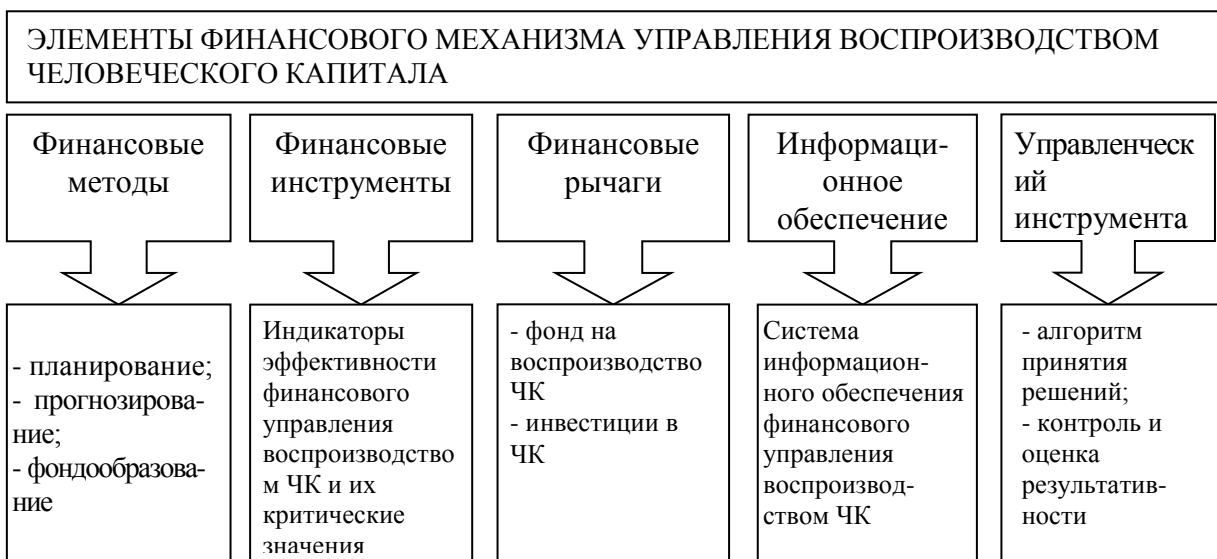 ЭЛЕМЕНТЫ ФИНАНСОВОГО МЕХАНИЗМА УПРАВЛЕНИЯ ВОСПРОИЗВОДСТВОМ
ЧЕЛОВЕЧЕСКОГО КАПИТАЛА
Финансовые
методы
Финансовые
инструменты
Финансовые
рычаги
Информаци-
онное
обеспечение
Управленческ
ий
инструмента
- планирование;
- прогнозирова-
ние;
- фондообразова-
ние
Индикаторы
эффективности
финансового
управления
воспроизводство
м ЧК и их
критические
значения
- фонд на
воспроизводство
ЧК
- инвестиции в
ЧК
Система
информацион-
ного обеспечения
финансового
управления
воспроизвод-
ством ЧК
- алгоритм
принятия
решений;
- контроль и
оценка
результатив-
ности